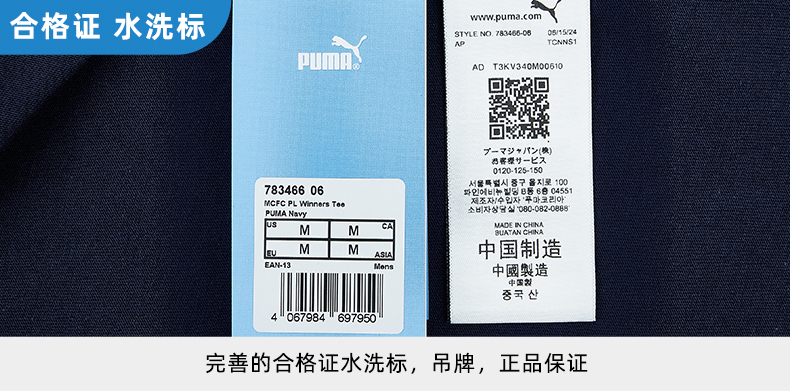 合格证 水洗标
PUMA
783466 06
MCFC PL Winners Tee
PUMA Navy
US M M CA
EU M M ASIA
EAN-13 Mens
4 067984 697950
www.puma.com
STYLE NO. 783466-06 08/15/24
AP TCNNS1
AD T3KV340M00610
プーマジャパン(株)
お客様サービス
0120-125-150
서울특별시 중구 을지로 100
파인에비뉴빌딩 B동 6층 04551
제조자/수입자 '푸마코리아'
소비자상담실 '080-082-0888'
MADE IN CHINA
BUATAN CHINA
中国制造
中國製造
中国製
중국 산
完善的合格证水洗标，吊牌，正品保证